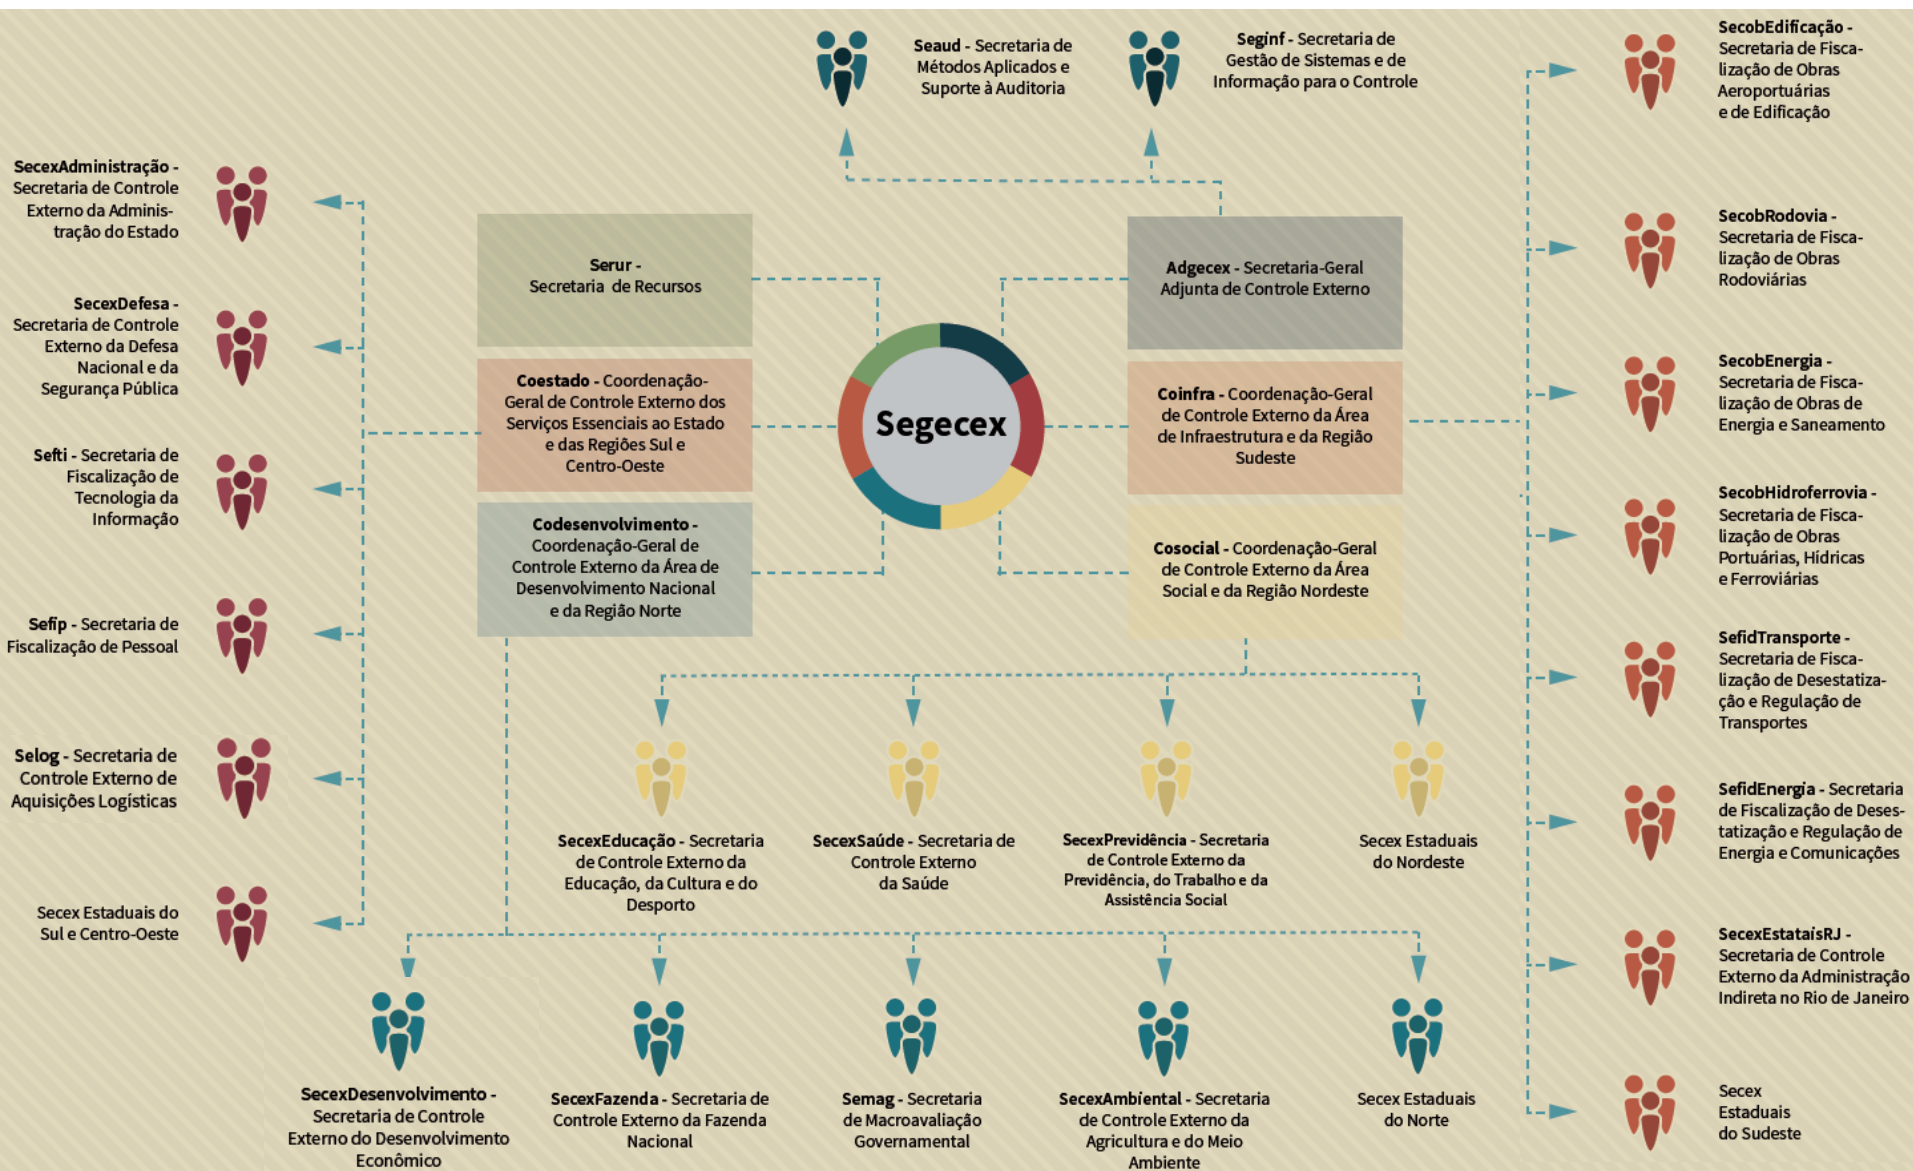 Seaud - Secretaria de
Métodos Aplicados e
Suporte à Auditoria
Seginf - Secretaria de
Gestão de Sistemas e de
Informação para o Controle
SecexAdministração -
Secretaria de Controle
Externo da Adminis-
tração do Estado
SecexDefesa -
Secretaria de Controle
Externo da Defesa
Nacional e da
Segurança Pública
Sefti - Secretaria de
Fiscalização de
Tecnologia da
Informação
Sefip - Secretaria de
Fiscalização de Pessoal
Selog - Secretaria de
Controle Externo de
Aquisições Logísticas
Secex Estaduais do
Sul e Centro-Oeste
Serur -
Secretaria de Recursos
Coestado - Coordenação-
Geral de Controle Externo dos
Serviços Essenciais ao Estado
e das Regiões Sul e
Centro-Oeste
Codesenvolvimento -
Coordenação-Geral de
Controle Externo da Área de
Desenvolvimento Nacional
e da Região Norte
Segecex
Adgecex - Secretaria-Geral
Adjunta de Controle Externo
Coinfra - Coordenação-Geral
de Controle Externo da Área
de Infraestrutura e da Região
Sudeste
Cosocial - Coordenação-Geral
de Controle Externo da Área
Social e da Região Nordeste
SecobEdificação -
Secretaria de Fisca-
lização de Obras
Aeroportuárias
e de Edificação
SecobRodovia -
Secretaria de Fisca-
lização de Obras
Rodoviárias
SecobEnergia -
Secretaria de Fisca-
lização de Obras de
Energia e Saneamento
SecobHidroferrovia -
Secretaria de Fisca-
lização de Obras
Portuárias, Hídricas
e Ferroviárias
SefidTransporte -
Secretaria de Fisca-
lização de Desestatiza-
ção e Regulação de
Transportes
SefidEnergia - Secretaria
de Fiscalização de Deses-
tatização e Regulação de
Energia e Comunicações
SecexEstataisRJ -
Secretaria de Controle
Externo da Administração
Indireta no Rio de Janeiro
Secex
Estaduais
do Sudeste
SecexEducação - Secretaria
de Controle Externo da
Educação, da Cultura e do
Desporto
SecexSaúde - Secretaria de
Controle Externo
da Saúde
SecexPrevidência - Secretaria
de Controle Externo da
Previdência, do Trabalho e da
Assistência Social
Secex Estaduais
do Nordeste
SecexDesenvolvimento -
Secretaria de Controle
Externo do Desenvolvimento
Econômico
SecexFazenda - Secretaria de
Controle Externo da Fazenda
Nacional
Semag - Secretaria
de Macroavaliação
Governamental
SecexAmbiental - Secretaria
de Controle Externo da
Agricultura e do Meio
Ambiente
Secex Estaduais
do Norte